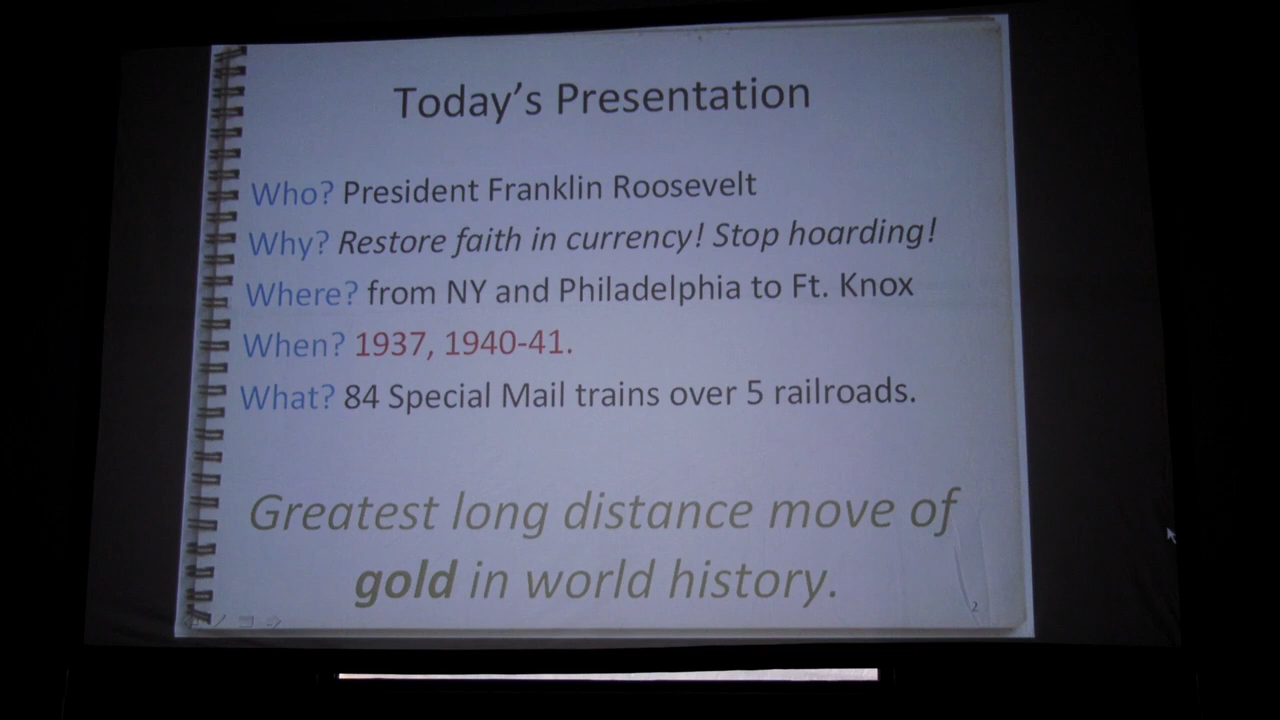 Today's Presentation
Who? President Franklin Roosevelt
Why? Restore faith in currency! Stop hoarding!
Where? from NY and Philadelphia to Ft. Knox
When? 1937, 1940-41.
What? 84 Special Mail trains over 5 railroads.
Greatest long distance move of
gold in world history.
2